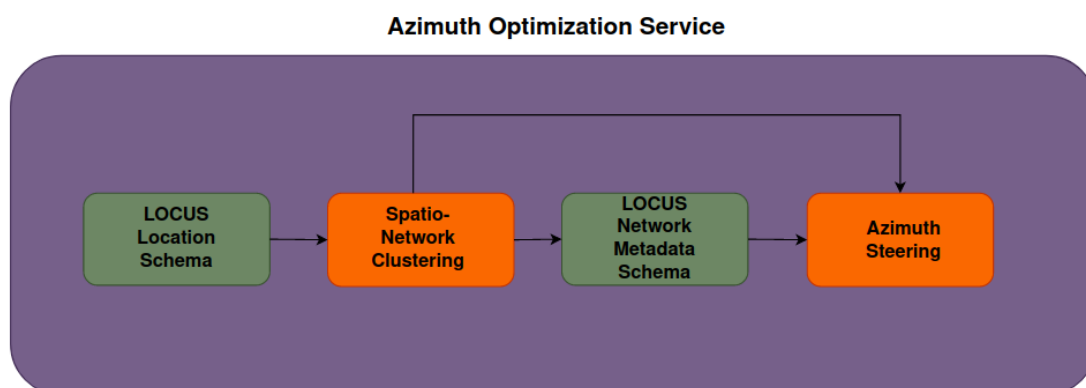 Azimuth Optimization Service
LOCUS
Location
Schema
Spatio-
Network
Clustering
LOCUS
Network
Metadata
Schema
Azimuth
Steering